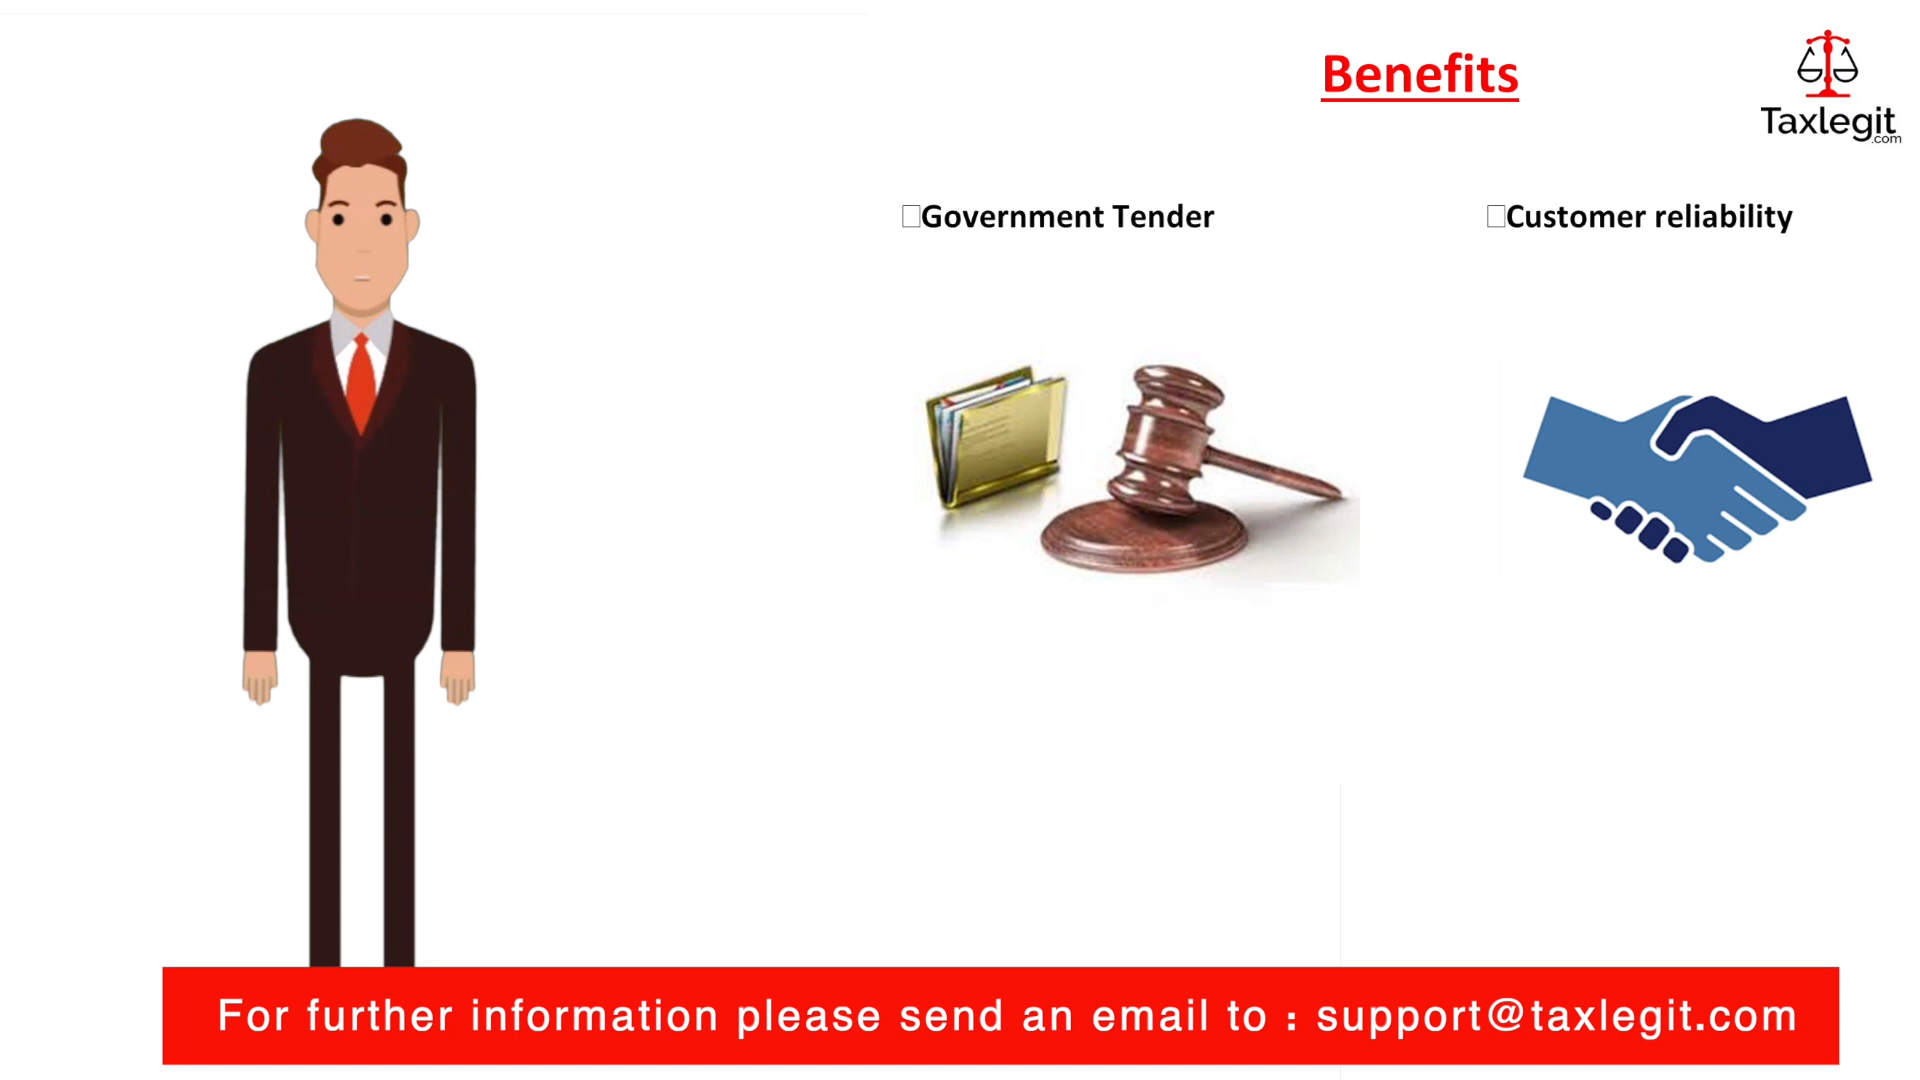 Benefits
Taxlegit
.com
Government Tender
Customer reliability
For further information please send an email to : support@taxlegit.com